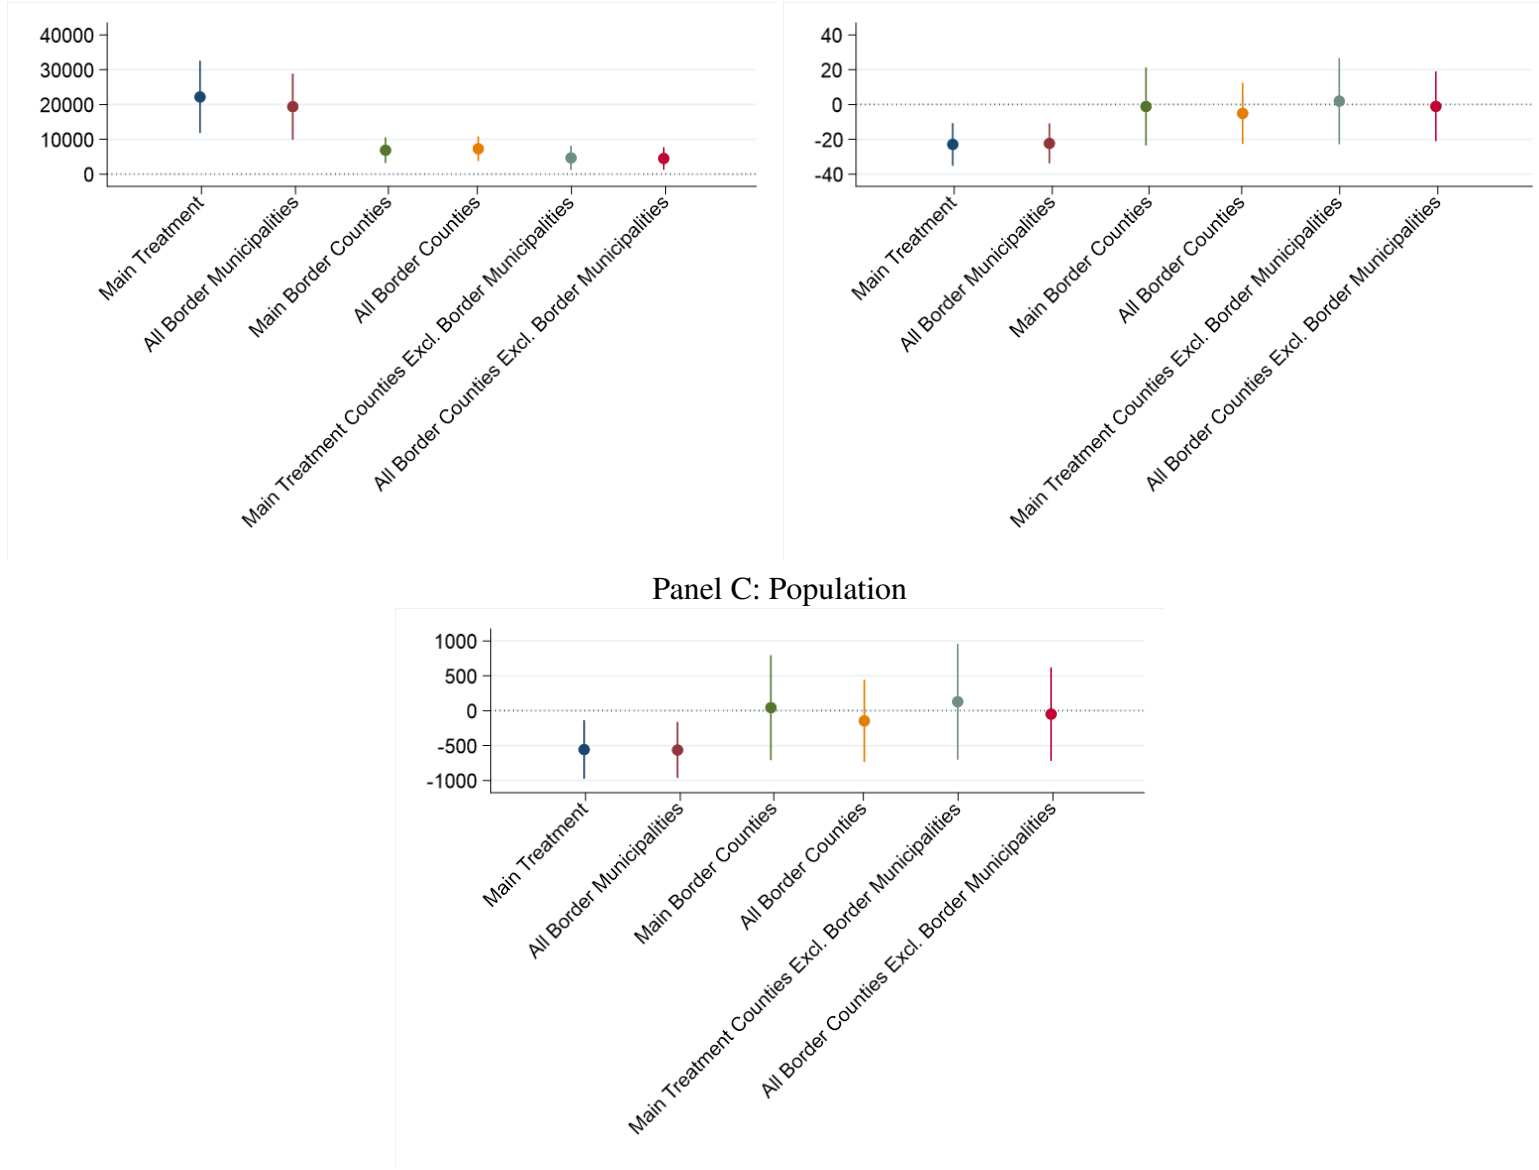 40000
30000
20000
10000
0
Main Treatment
All Border Municipalities
Main Border Counties
All Border Counties
Main Treatment Counties Excl. Border Municipalities
All Border Counties Excl. Border Municipalities
40
20
0
-20
-40
Main Treatment
All Border Municipalities
Main Border Counties
All Border Counties
Main Treatment Counties Excl. Border Municipalities
All Border Counties Excl. Border Municipalities
Panel C: Population
1000
500
0
-500
-1000
Main Treatment
All Border Municipalities
Main Border Counties
All Border Counties
Main Treatment Counties Excl. Border Municipalities
All Border Counties Excl. Border Municipalities